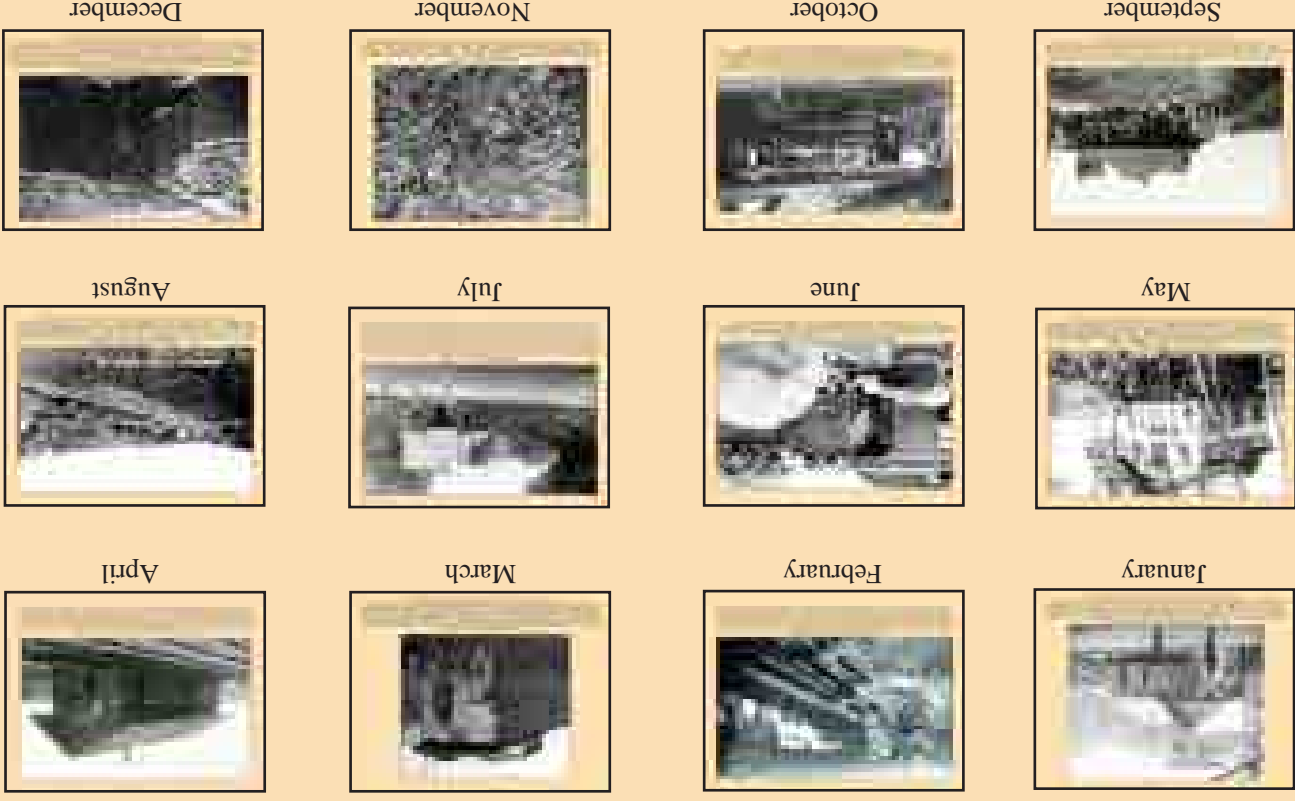 January February March April
May June July August
September October November December